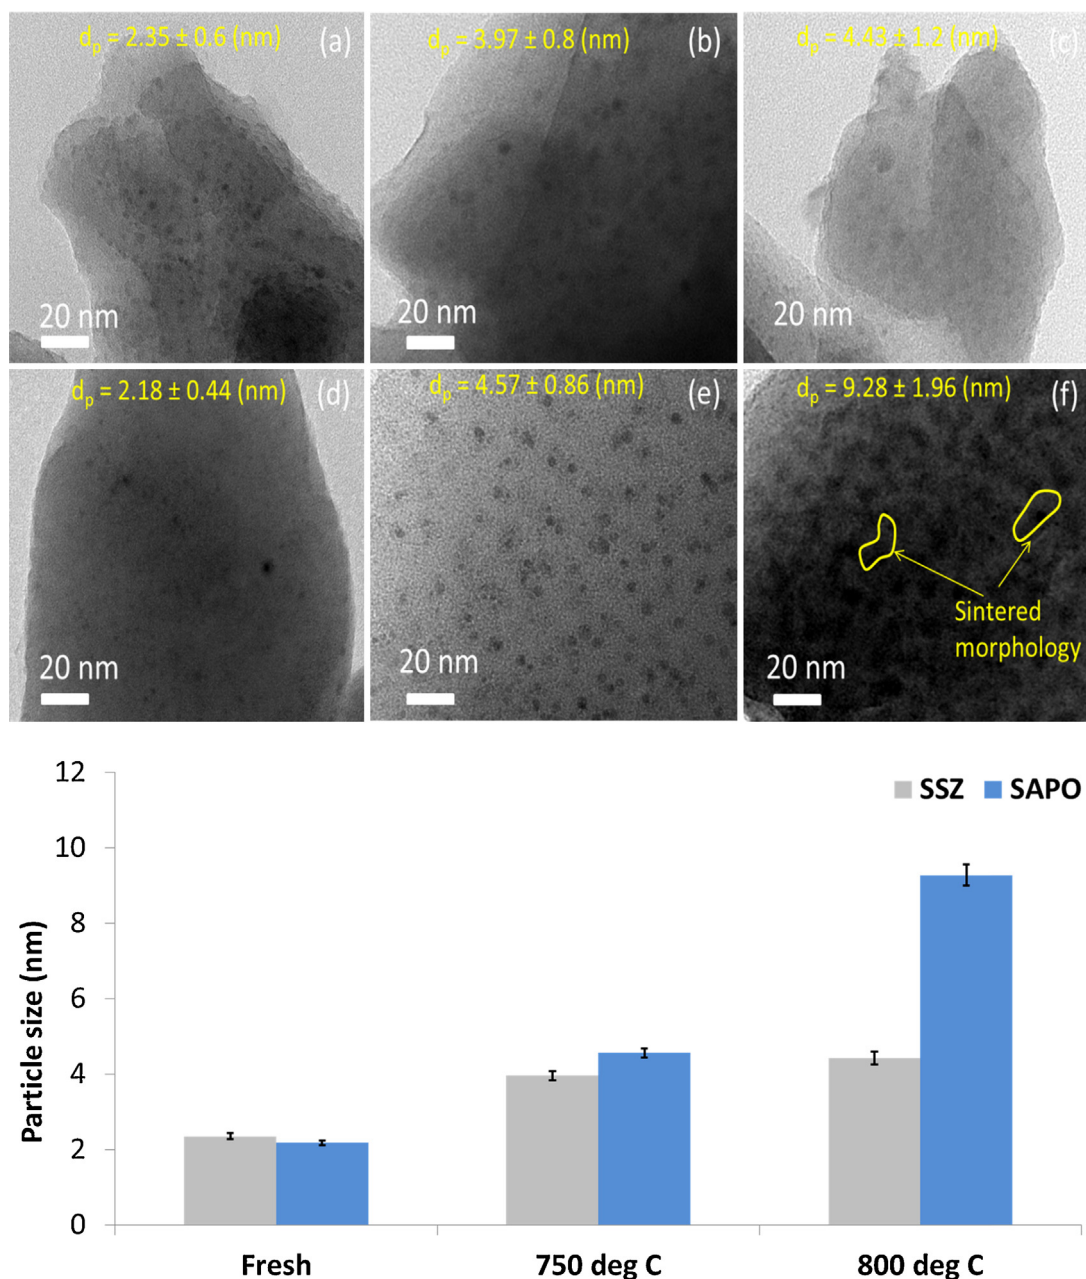 dp = 2.35 ± 0.6 (nm)
(a)
20 nm
dp = 3.97 ± 0.8 (nm)
(b)
20 nm
dp = 4.43 ± 1.2 (nm)
(c)
20 nm
dp = 2.18 ± 0.44 (nm)
(d)
20 nm
dp = 4.57 ± 0.86 (nm)
(e)
20 nm
dp = 9.28 ± 1.96 (nm)
(f)
Sintered
morphology
20 nm
SSZ SAPO
Particle size (nm)
12
10
8
6
4
2
0
Fresh 750 deg C 800 deg C